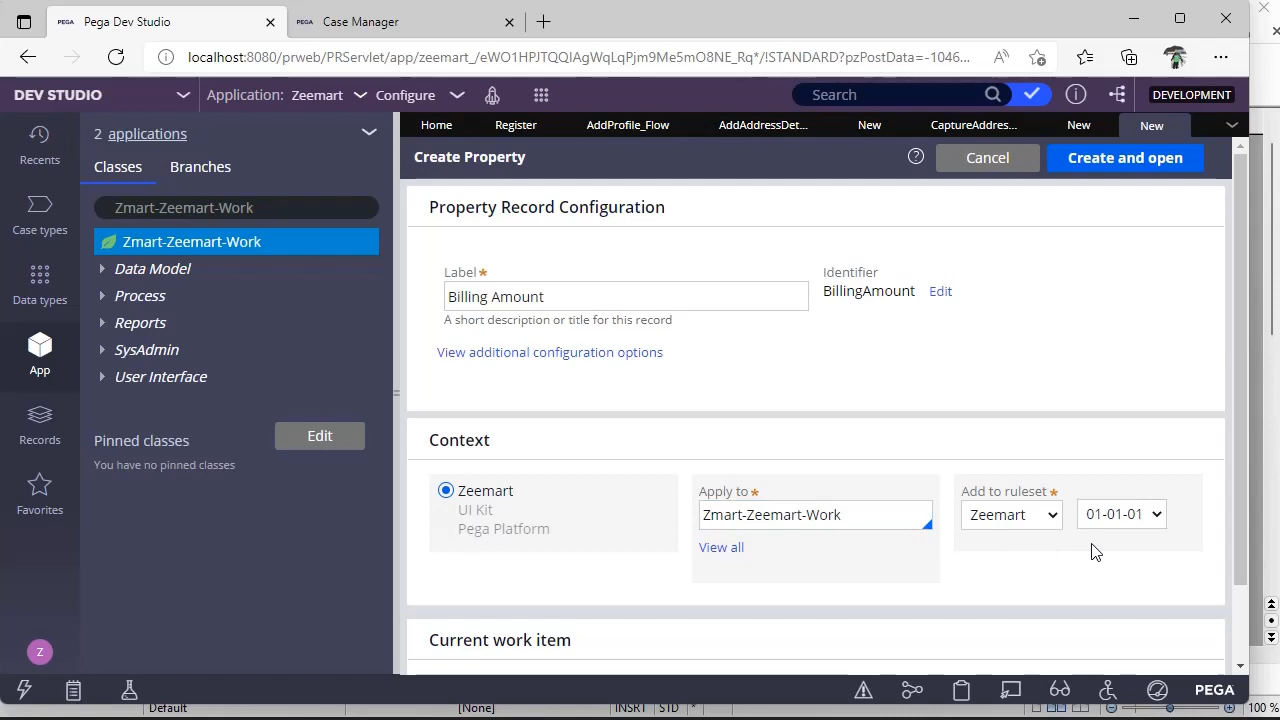 PEGA Pega Dev Studio
PEGA Case Manager
localhost:8080/prweb/PRServlet/app/zeemart_/eWO1HPJTQQIAgWqLqPjm9Me5mO8NE_Rq*/!STANDARD?pzPostData=-1046...
DEV STUDIO
Application: Zeemart
Configure
Search
DEVELOPMENT
Recents
Case types
Data types
App
Records
Favorites
Z
2 applications
Classes
Branches
Zmart-Zeemart-Work
Zmart-Zeemart-Work
Data Model
Process
Reports
SysAdmin
User Interface
Pinned classes
Edit
You have no pinned classes
Home
Register
AddProfile_Flow
AddAddressDet...
New
CaptureAddres...
New
New
Create Property
Cancel
Create and open
Property Record Configuration
Label*
Billing Amount
A short description or title for this record
Identifier
BillingAmount Edit
View additional configuration options
Context
Zeemart
UI Kit
Pega Platform
Apply to*
Zmart-Zeemart-Work
View all
Add to ruleset*
Zeemart
01-01-01
Current work item
PEGA
Default
[None]
INSRT
STD
*
100 %